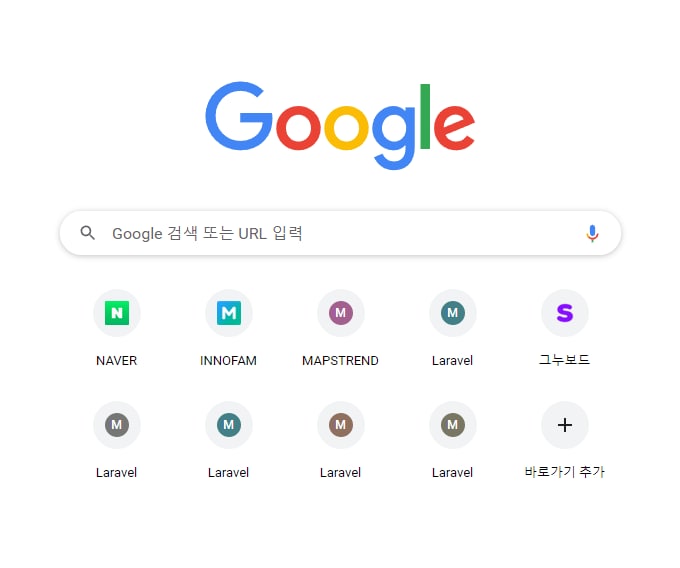 Google
Google 검색 또는 URL 입력
N
M
M
M
S
NAVER
INNOFAM
MAPSTREND
Laravel
그누보드
M
M
M
M
Laravel
Laravel
Laravel
Laravel
바로가기 추가